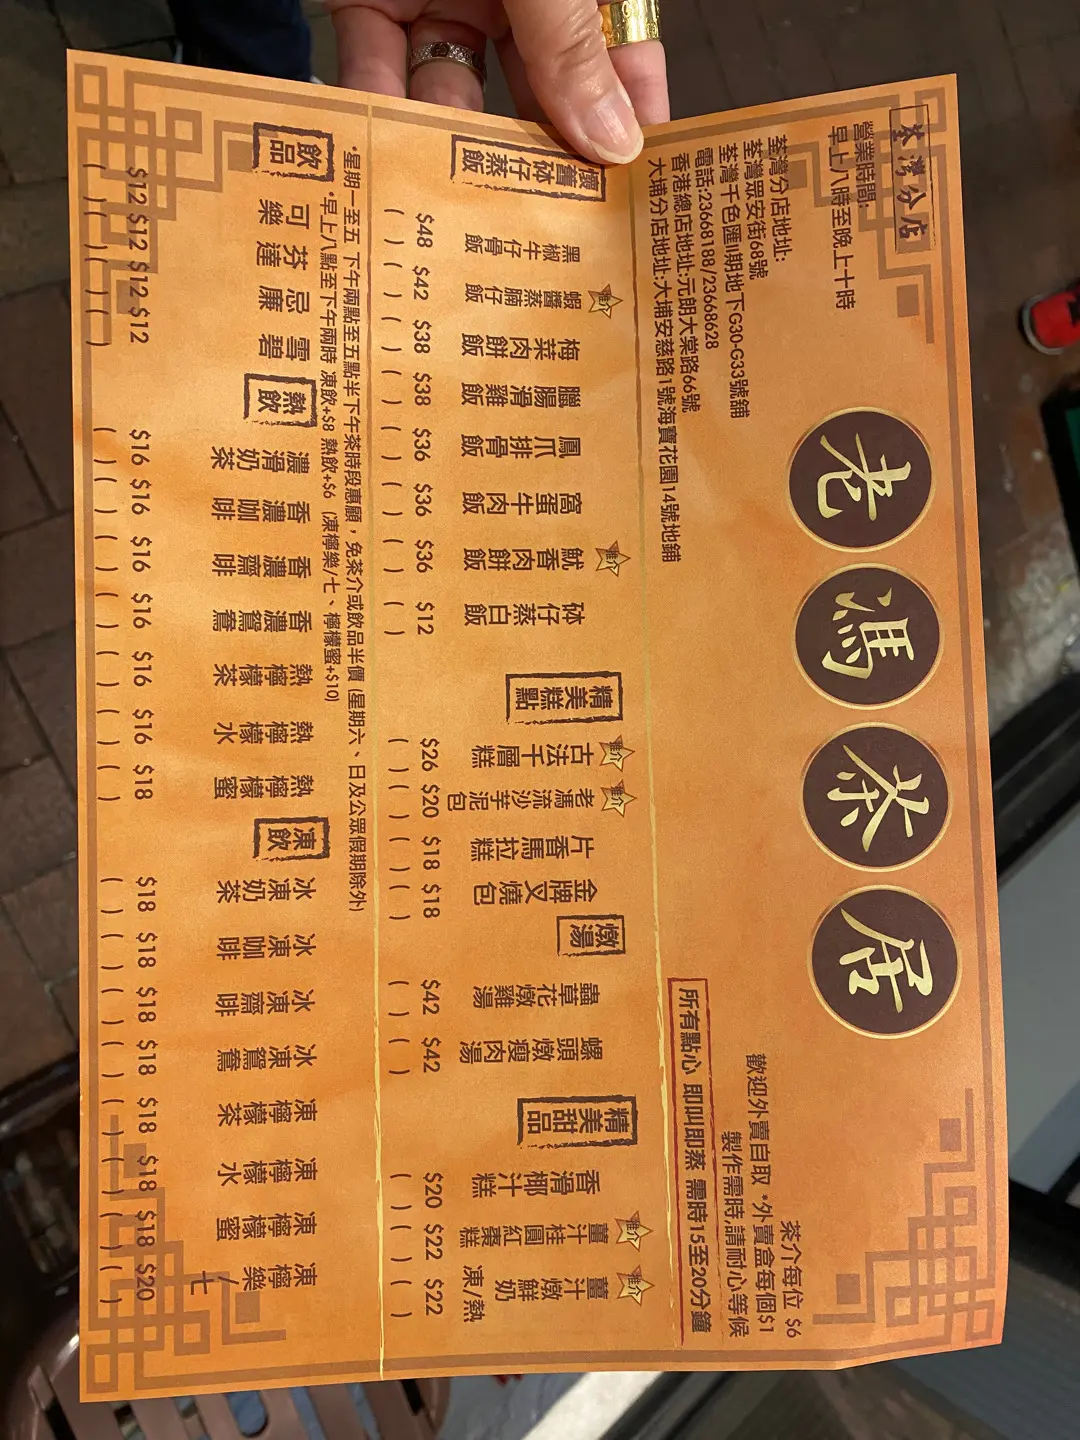 荃灣分店
營業時間:
早上八時至晚上十時
荃灣分店地址:
荃灣眾安街68號
荃灣千色匯II期地下G30-G33號舖
電話:23668188/23668628
香港總店地址:元朗大棠路66號
大埔分店地址:大埔安慈路1號海寶花園14號地鋪
老馮茶居
茶介每位 $6
歡迎外賣自取 *外賣盒每個$1
製作需時,請耐心等候
所有點心 即叫即蒸 需時15至20分鐘
懷舊砵仔蒸飯
黑椒牛仔骨飯 $48 ( )
推介 蝦醬蒸腩仔飯 $42 ( )
梅菜肉餅飯 $38 ( )
臘腸滑雞飯 $38 ( )
鳳爪排骨飯 $36 ( )
窩蛋牛肉飯 $36 ( )
推介 魷香肉餅飯 $36 ( )
砵仔蒸白飯 $12 ( )
精美糕點
推介 古法千層糕 $26 ( )
推介 老馮流沙芋泥包 $20 ( )
片香馬拉糕 $18 ( )
金牌叉燒包 $18 ( )
燉湯
蟲草花燉雞湯 $42 ( )
螺頭燉瘦肉湯 $42 ( )
精美甜品
香滑椰汁糕 $20 ( )
推介 薑汁桂圓紅棗糕 $22 ( )
推介 薑汁燉鮮奶 凍/熱 $22 ( )
*星期一至五 下午兩點至五點半下午茶時段惠顧，免茶介或飲品半價 (星期六、日及公眾假期除外)
*早上八點至下午兩時 凍飲+$8 熱飲+$6 (凍檸樂/七、檸檬蜜+$10)
飲品
可樂 $12 ( )
芬達 $12 ( )
忌廉 $12 ( )
雪碧 $12 ( )
熱飲
濃滑奶茶 $16 ( )
香濃咖啡 $16 ( )
香濃齋啡 $16 ( )
香濃鴛鴦 $16 ( )
熱檸檬茶 $16 ( )
熱檸檬水 $16 ( )
熱檸檬蜜 $18 ( )
凍飲
冰凍奶茶 $18 ( )
冰凍咖啡 $18 ( )
冰凍齋啡 $18 ( )
冰凍鴛鴦 $18 ( )
凍檸檬茶 $18 ( )
凍檸檬水 $18 ( )
凍檸檬蜜 $18 ( )
凍檸樂/七 $20 ( )